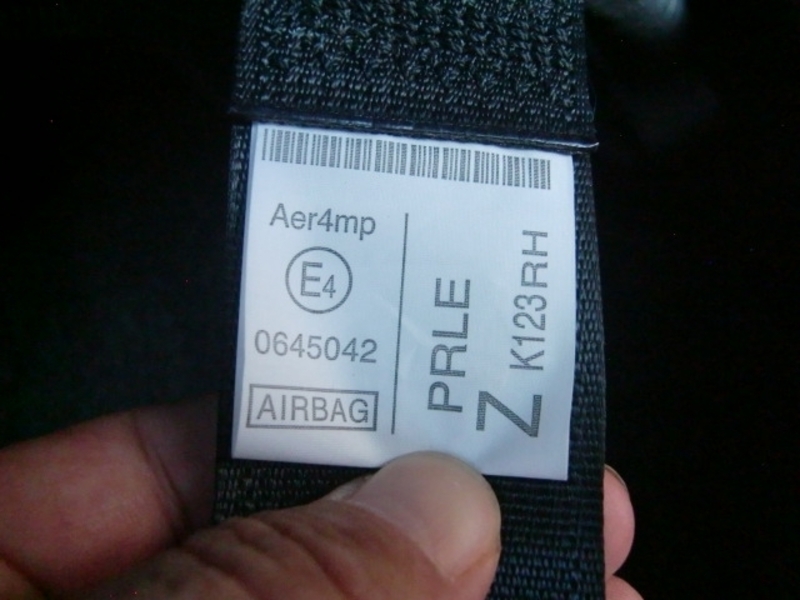 Aer4mp
E4
0645042
AIRBAG
PRLE
Z K123RH